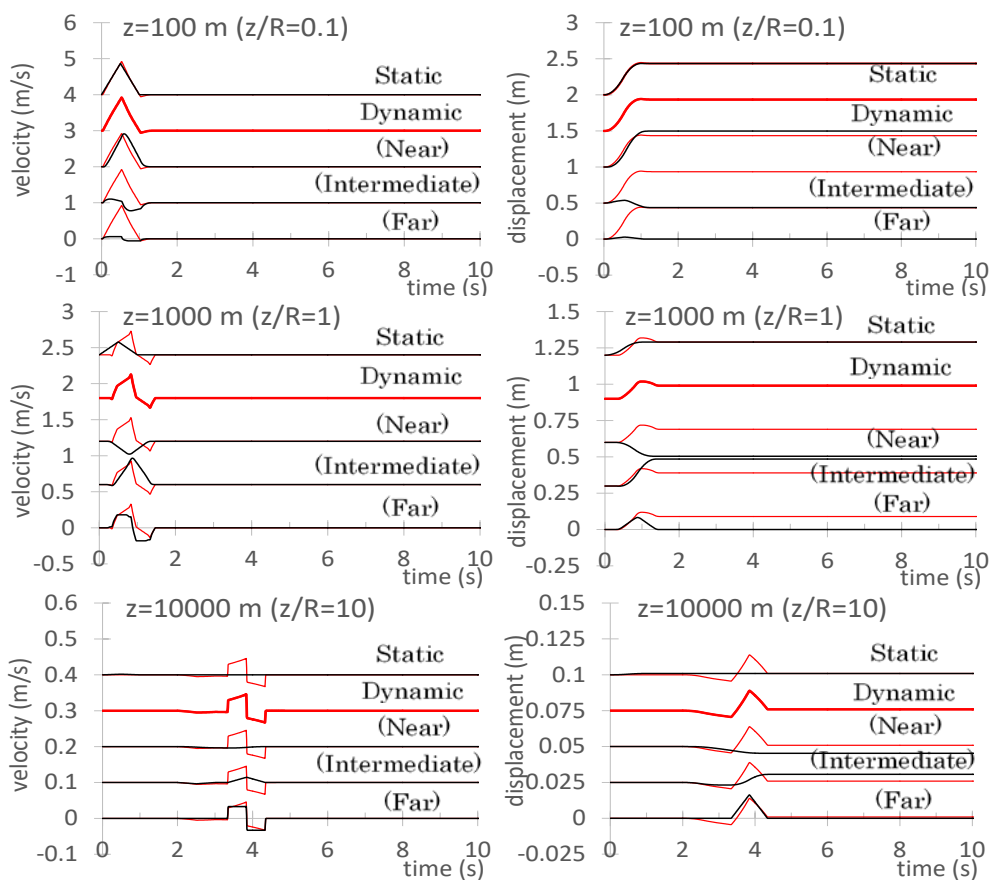 z=100 m (z/R=0.1)
velocity (m/s)
6
5
4
3
2
1
0
-1
Static
Dynamic
(Near)
(Intermediate)
(Far)
0 2 4 6 8 10
time (s)
z=100 m (z/R=0.1)
displacement (m)
3
2.5
2
1.5
1
0.5
0
-0.5
Static
Dynamic
(Near)
(Intermediate)
(Far)
0 2 4 6 8 10
time (s)
z=1000 m (z/R=1)
velocity (m/s)
3
2
2
1
1
0
-0.5
Static
Dynamic
(Near)
(Intermediate)
(Far)
0 2 4 6 8 10
time (s)
z=1000 m (z/R=1)
displacement (m)
1.5
1.25
1
0.75
0.5
0.25
0
-0.25
Static
Dynamic
(Near)
(Intermediate)
(Far)
0 2 4 6 8 10
time (s)
z=10000 m (z/R=10)
velocity (m/s)
0.6
0.5
0.4
0.3
0.2
0.1
0
-0.1
Static
Dynamic
(Near)
(Intermediate)
(Far)
0 2 4 6 8 10
time (s)
z=10000 m (z/R=10)
displacement (m)
0.15
0.125
0.1
0.075
0.05
0.025
0
-0.025
Static
Dynamic
(Near)
(Intermediate)
(Far)
0 2 4 6 8 10
time (s)